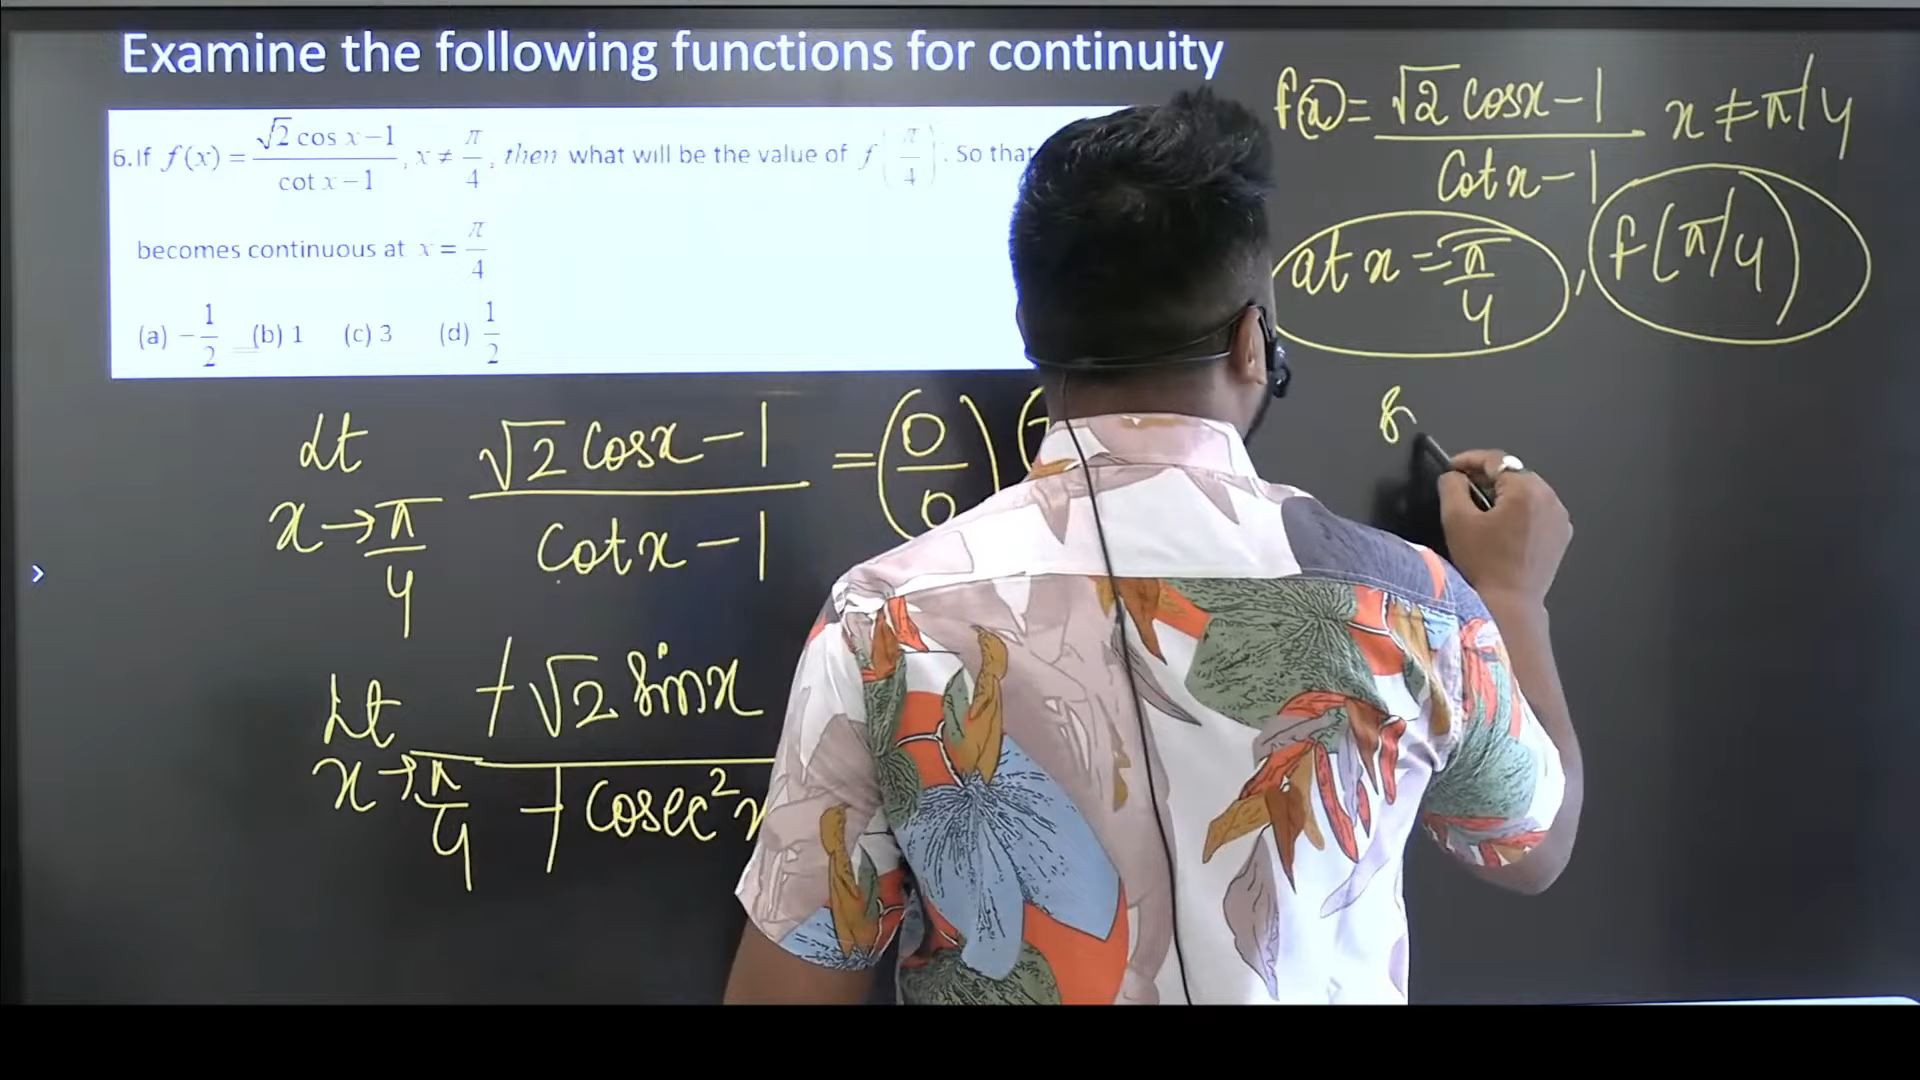 Examine the following functions for continuity
6.If f(x) = (√2 cos x−1)/(cot x−1), x ≠ π/4, then what will be the value of f(π/4). So that
becomes continuous at x = π/4
(a) −1/2 (b) 1 (c) 3 (d) 1/2
f(x) = (√2 Cosx − 1)/(Cotx − 1) x ≠ π/4
at x = π/4, f(π/4)
Lt x→π/4 (√2 Cosx − 1)/(Cotx − 1) = (0/0)
Lt x→π/4 +√2 Sinx / + Cosec²x